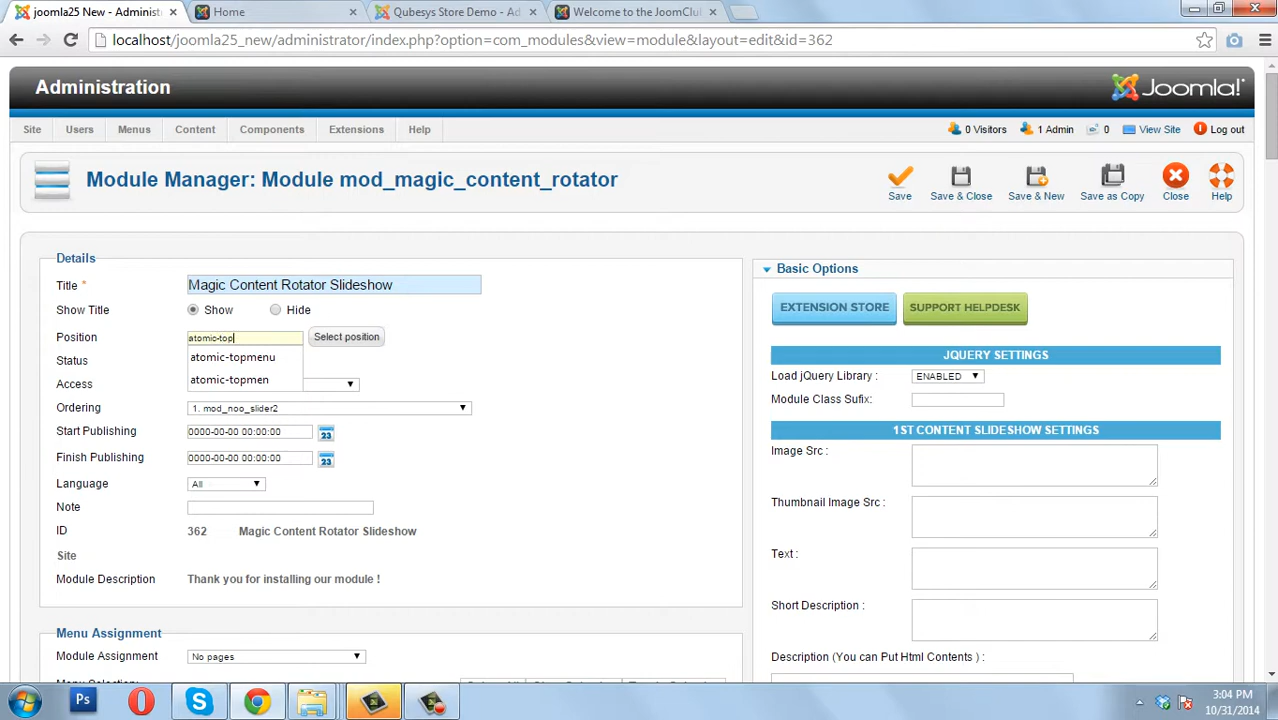 joomla25 New - Administ
Home
Qubesys Store Demo - Ad
Welcome to the JoomClu
localhost/joomla25_new/administrator/index.php?option=com_modules&view=module&layout=edit&id=362
Administration
Joomla!
Site
Users
Menus
Content
Components
Extensions
Help
0 Visitors
1 Admin
0
View Site
Log out
Module Manager: Module mod_magic_content_rotator
Save
Save & Close
Save & New
Save as Copy
Close
Help
Details
Title *
Magic Content Rotator Slideshow
Show Title
Show
Hide
Position
atomic-top
Select position
atomic-topmenu
atomic-topmen
Status
Access
Ordering
1. mod_noo_slider2
Start Publishing
0000-00-00 00:00:00
23
Finish Publishing
0000-00-00 00:00:00
23
Language
All
Note
ID
362
Magic Content Rotator Slideshow
Site
Module Description
Thank you for installing our module !
Menu Assignment
Module Assignment
No pages
Basic Options
EXTENSION STORE
SUPPORT HELPDESK
JQUERY SETTINGS
Load jQuery Library :
ENABLED
Module Class Sufix:
1ST CONTENT SLIDESHOW SETTINGS
Image Src :
Thumbnail Image Src :
Text :
Short Description :
Description (You can Put Html Contents ) :
Ps
3:04 PM
10/31/2014